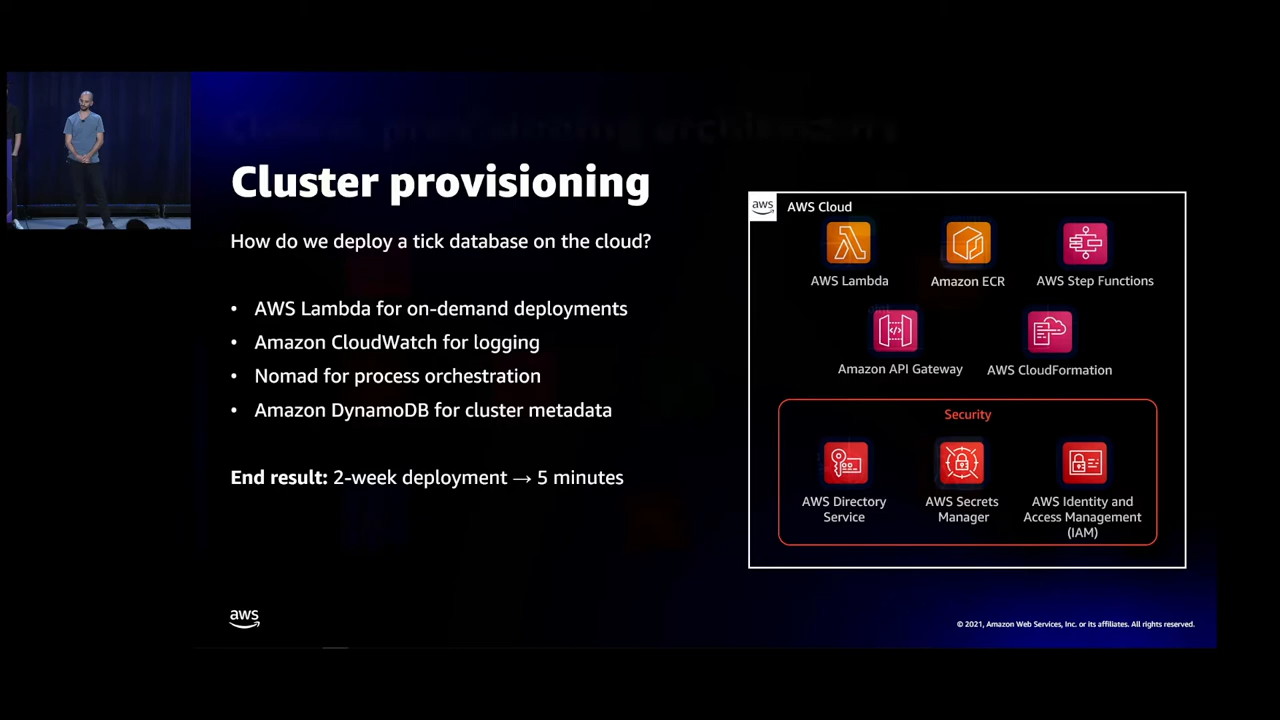 Cluster provisioning
How do we deploy a tick database on the cloud?
• AWS Lambda for on-demand deployments
• Amazon CloudWatch for logging
• Nomad for process orchestration
• Amazon DynamoDB for cluster metadata
End result: 2-week deployment → 5 minutes
aws
AWS Cloud
AWS Lambda
Amazon ECR
AWS Step Functions
Amazon API Gateway
AWS CloudFormation
Security
AWS Directory
Service
AWS Secrets
Manager
AWS Identity and
Access Management
(IAM)
aws
© 2021, Amazon Web Services, Inc. or its affiliates. All rights reserved.